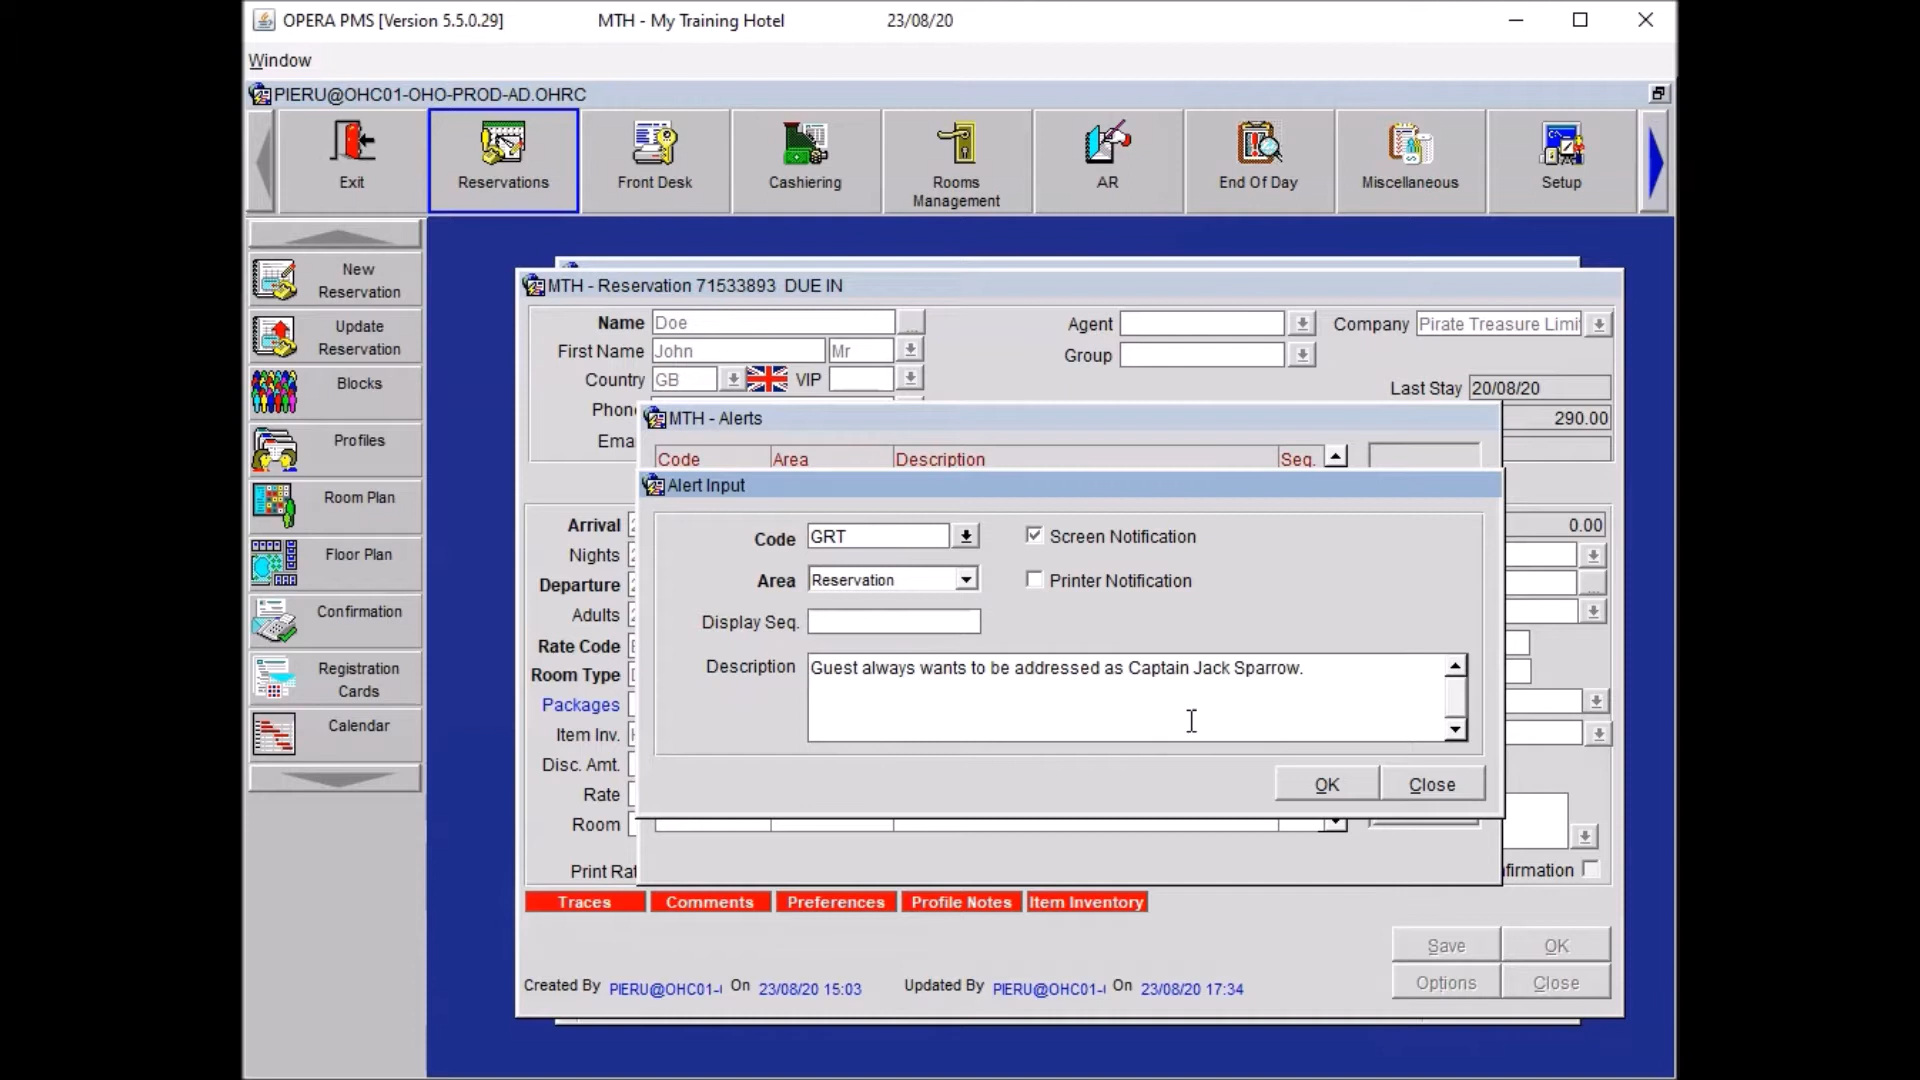 OPERA PMS [Version 5.5.0.29] MTH - My Training Hotel 23/08/20
Window
PIERU@OHC01-OHO-PROD-AD.OHRC
Exit
Reservations
Front Desk
Cashiering
Rooms
Management
AR
End Of Day
Miscellaneous
Setup
New
Reservation
Update
Reservation
Blocks
Profiles
Room Plan
Floor Plan
Confirmation
Registration
Cards
Calendar
MTH - Reservation 71533893 DUE IN
Name Doe
First Name John Mr
Country GB VIP
Agent
Group
Company Pirate Treasure
Last Stay 20/08/20
290.00
MTH - Alerts
Code Area Description Seq.
Alert Input
Code GRT
Screen Notification
Area Reservation
Printer Notification
Display Seq.
Description Guest always wants to be addressed as Captain Jack Sparrow.
OK Close
Arrival
Nights
Departure
Adults
Rate Code
Room Type
Packages
Item Inv.
Disc. Amt.
Rate
Room
0.00
Traces Comments Preferences Profile Notes Item Inventory
Save OK
Options Close
Created By PIERU@OHC01- On 23/08/20 15:03 Updated By PIERU@OHC01- On 23/08/20 17:34